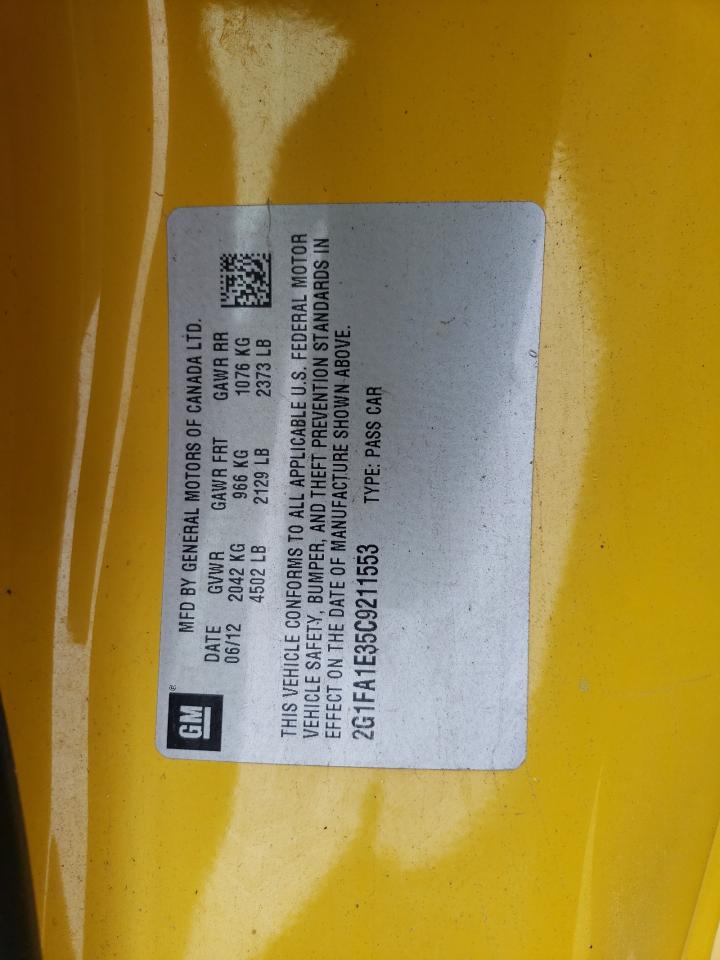 GM ®
MFD BY GENERAL MOTORS OF CANADA LTD.
DATE GVWR GAWR FRT GAWR RR
06/12 2042 KG 966 KG 1076 KG
4502 LB 2129 LB 2373 LB
THIS VEHICLE CONFORMS TO ALL APPLICABLE U.S. FEDERAL MOTOR
VEHICLE SAFETY, BUMPER, AND THEFT PREVENTION STANDARDS IN
EFFECT ON THE DATE OF MANUFACTURE SHOWN ABOVE.
2G1FA1E35C9211553 TYPE: PASS CAR